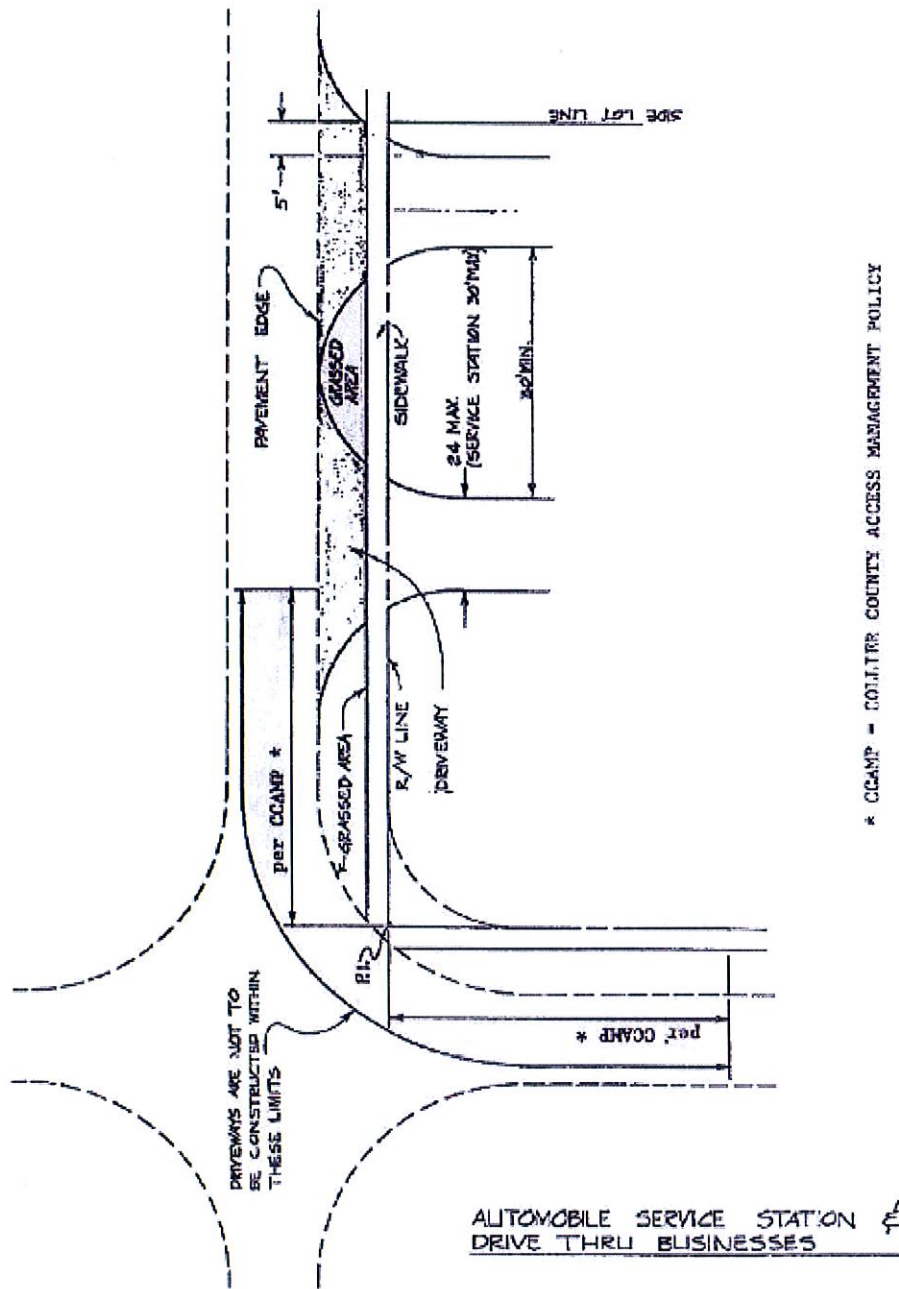 SIDE LOT LINE
5'
PAVEMENT EDGE
GRASSED
AREA
SIDEWALK
24 MAX.
(SERVICE STATION 30'MAX)
MIN.
per CCAMP *
GRASSED AREA
R/W LINE
DRIVEWAY
P.I.
DRIVEWAYS ARE NOT TO
BE CONSTRUCTED WITHIN
THESE LIMITS
per CCAMP *
* CCAMP - COLLIER COUNTY ACCESS MANAGEMENT POLICY
AUTOMOBILE SERVICE STATION &
DRIVE THRU BUSINESSES